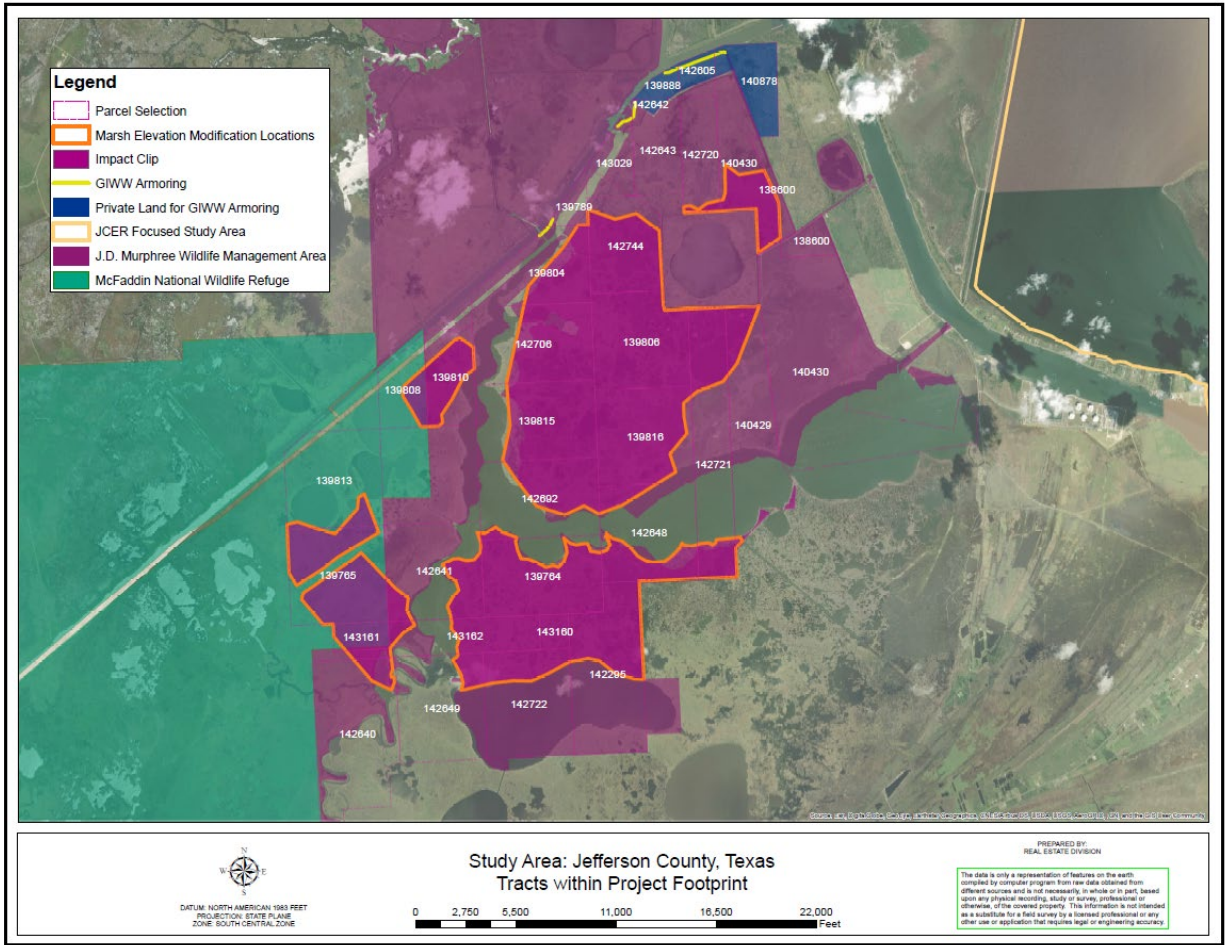 Legend
Parcel Selection
Marsh Elevation Modification Locations
Impact Clip
GIWW Armoring
Private Land for GIWW Armoring
JCER Focused Study Area
J.D. Murphree Wildlife Management Area
McFaddin National Wildlife Refuge
142605
139888
140878
142642
142643
142720
143029
140430
138600
139789
142744
138600
139804
142706
139806
139810
139808
140430
139815
139816
140429
142721
139813
142692
142648
142641
139765
139764
143161
143162
143160
142295
142649
142722
142640
N
W E
S
DATUM: NORTH AMERICAN 1983 FEET
PROJECTION: STATE PLANE
ZONE: SOUTH CENTRAL ZONE
Study Area: Jefferson County, Texas
Tracts within Project Footprint
0 2,750 5,500 11,000 16,500 22,000
Feet
PREPARED BY:
REAL ESTATE DIVISION
The data is only a representation of features on the earth
compiled by computer program from raw data obtained from
different sources and is not necessarily, in whole or in part, based
upon any physical recording, study or survey, professional or
otherwise, of the covered property. This information is not intended
as a substitute for a field survey by a licensed professional or any
other use or application that requires legal or engineering accuracy.